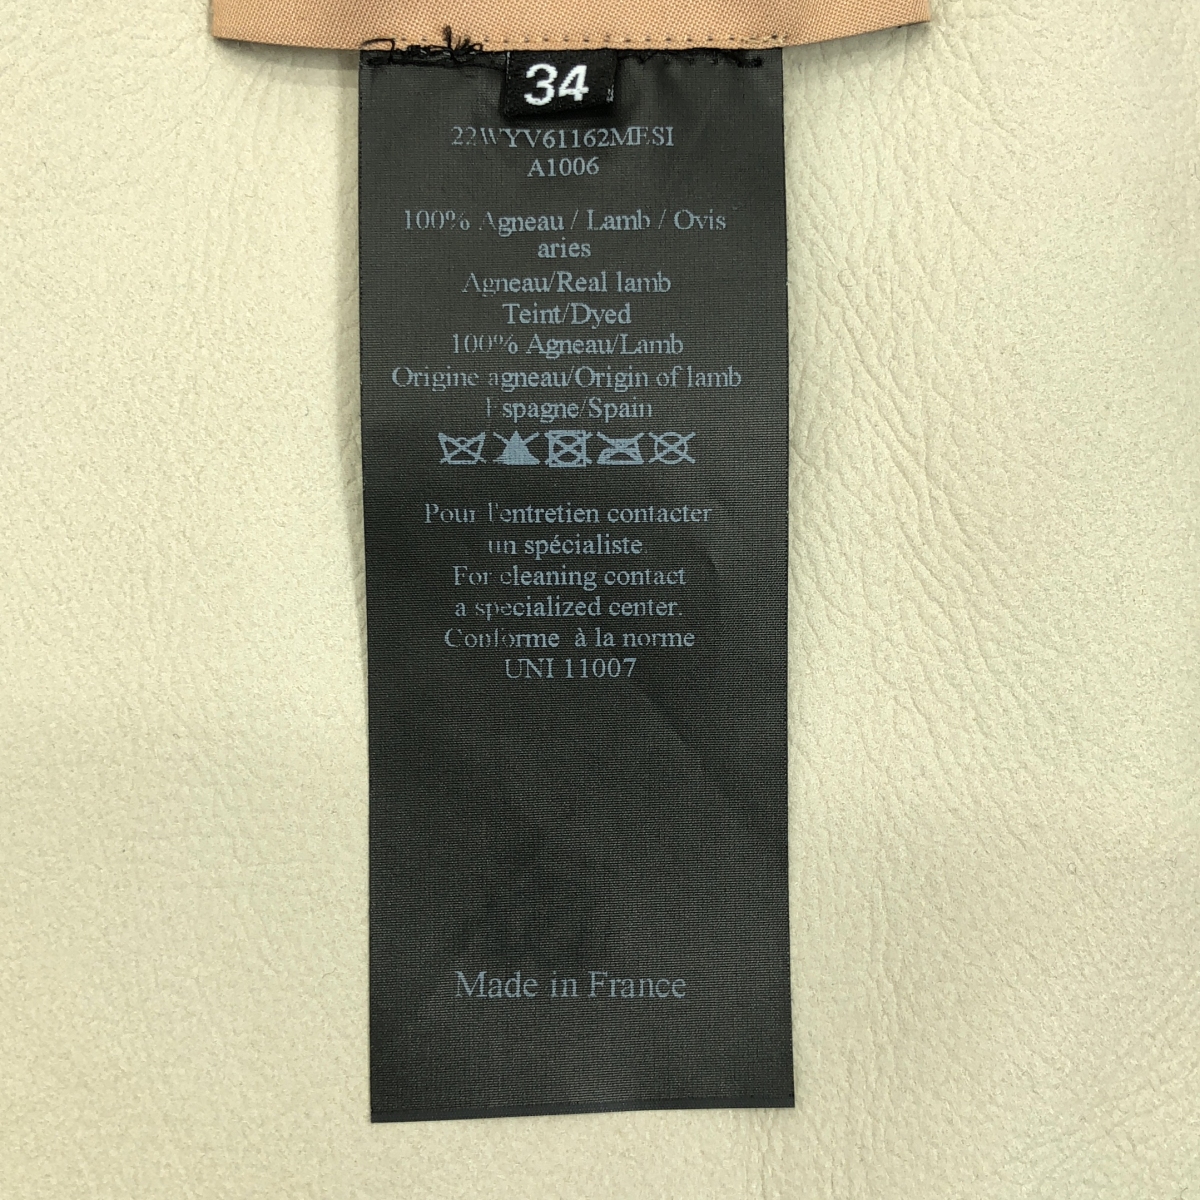 34
22WYV61162MESI
A1006
100% Agneau / Lamb / Ovis
aries
Agneau/Real lamb
Teint/Dyed
100% Agneau/Lamb
Origine agneau/Origin of lamb
Espagne/Spain
Pour l'entretien contacter
un spécialiste.
For cleaning contact
a specialized center.
Conforme à la norme
UNI 11007
Made in France